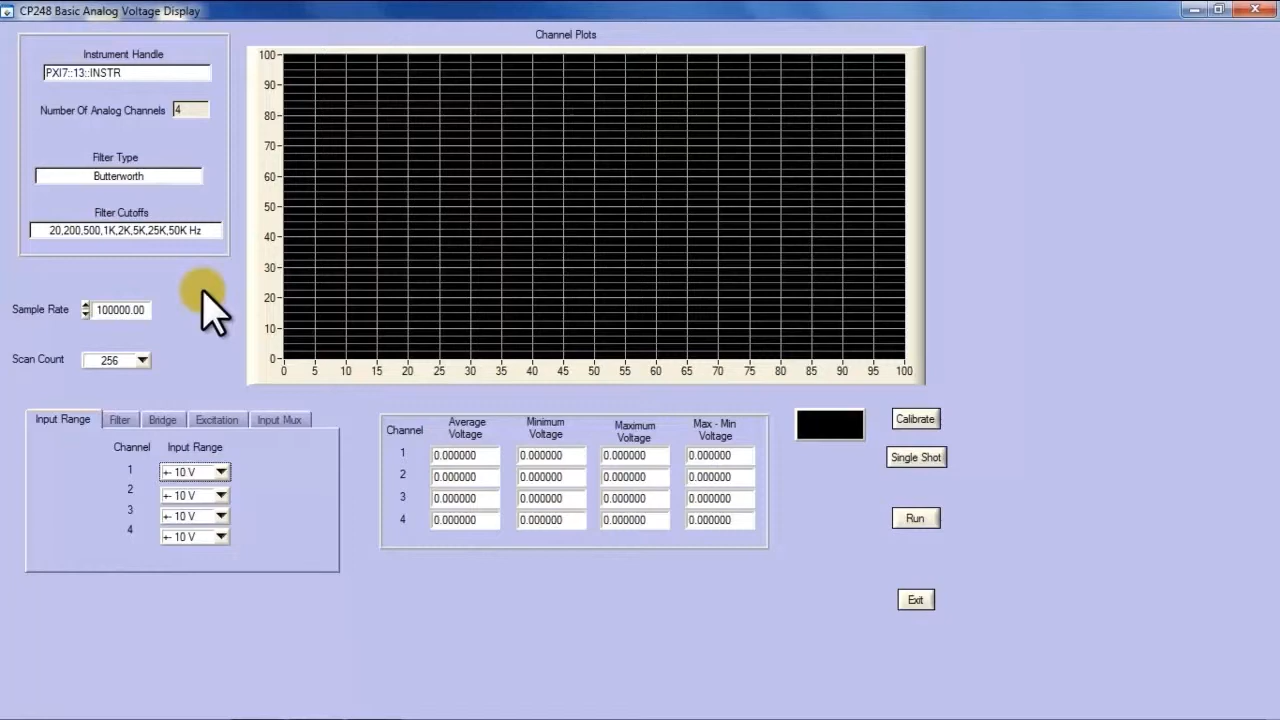 CP248 Basic Analog Voltage Display
Instrument Handle
PXI7::13::INSTR
Number Of Analog Channels 4
Filter Type
Butterworth
Filter Cutoffs
20,200,500,1K,2K,5K,25K,50K Hz
Sample Rate 100000.00
Scan Count 256
Channel Plots
100
90
80
70
60
50
40
30
20
10
0
0 5 10 15 20 25 30 35 40 45 50 55 60 65 70 75 80 85 90 95 100
Input Range Filter Bridge Excitation Input Mux
Channel Input Range
1 +- 10 V
2 +- 10 V
3 +- 10 V
4 +- 10 V
Channel Average Voltage Minimum Voltage Maximum Voltage Max - Min Voltage
1 0.000000 0.000000 0.000000 0.000000
2 0.000000 0.000000 0.000000 0.000000
3 0.000000 0.000000 0.000000 0.000000
4 0.000000 0.000000 0.000000 0.000000
Calibrate
Single Shot
Run
Exit